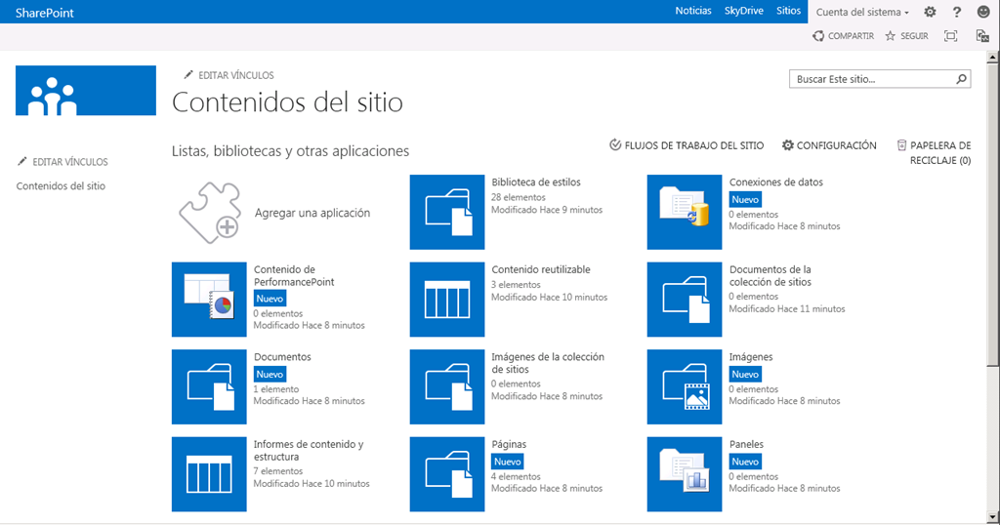 SharePoint
Noticias SkyDrive Sitios Cuenta del sistema
COMPARTIR SEGUIR
EDITAR VÍNCULOS
Contenidos del sitio
Buscar Este sitio...
EDITAR VÍNCULOS
Contenidos del sitio
Listas, bibliotecas y otras aplicaciones
FLUJOS DE TRABAJO DEL SITIO
CONFIGURACIÓN
PAPELERA DE
RECICLAJE (0)
Agregar una aplicación
Biblioteca de estilos
28 elementos
Modificado Hace 9 minutos
Conexiones de datos
Nuevo
0 elementos
Modificado Hace 8 minutos
Contenido de
PerformancePoint
Nuevo
0 elementos
Modificado Hace 8 minutos
Contenido reutilizable
3 elementos
Modificado Hace 10 minutos
Documentos de la
colección de sitios
0 elementos
Modificado Hace 11 minutos
Documentos
Nuevo
1 elemento
Modificado Hace 8 minutos
Imágenes de la colección
de sitios
0 elementos
Modificado Hace 8 minutos
Imágenes
Nuevo
0 elementos
Modificado Hace 8 minutos
Informes de contenido y
estructura
7 elementos
Modificado Hace 10 minutos
Páginas
Nuevo
4 elementos
Modificado Hace 8 minutos
Paneles
Nuevo
0 elementos
Modificado Hace 8 minutos